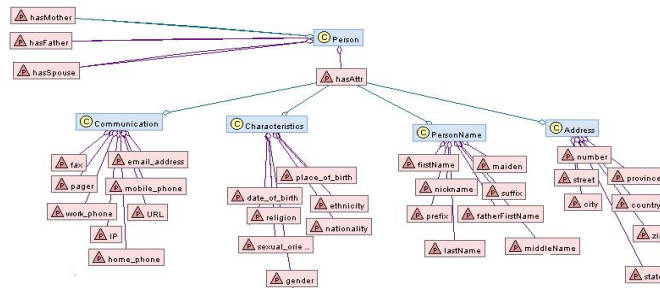 hasMother
Person
hasFather
hasSpouse
hasAttr
Communication
Characteristics
PersonName
Address
fax
email_address
pager
mobile_phone
work_phone
URL
IP
home_phone
place_of_birth
date_of_birth
ethnicity
religion
nationality
sexual_orie ..
gender
firstName
maiden
nickname
suffix
prefix
fatherFirstName
lastName
middleName
number
province
street
country
city
state